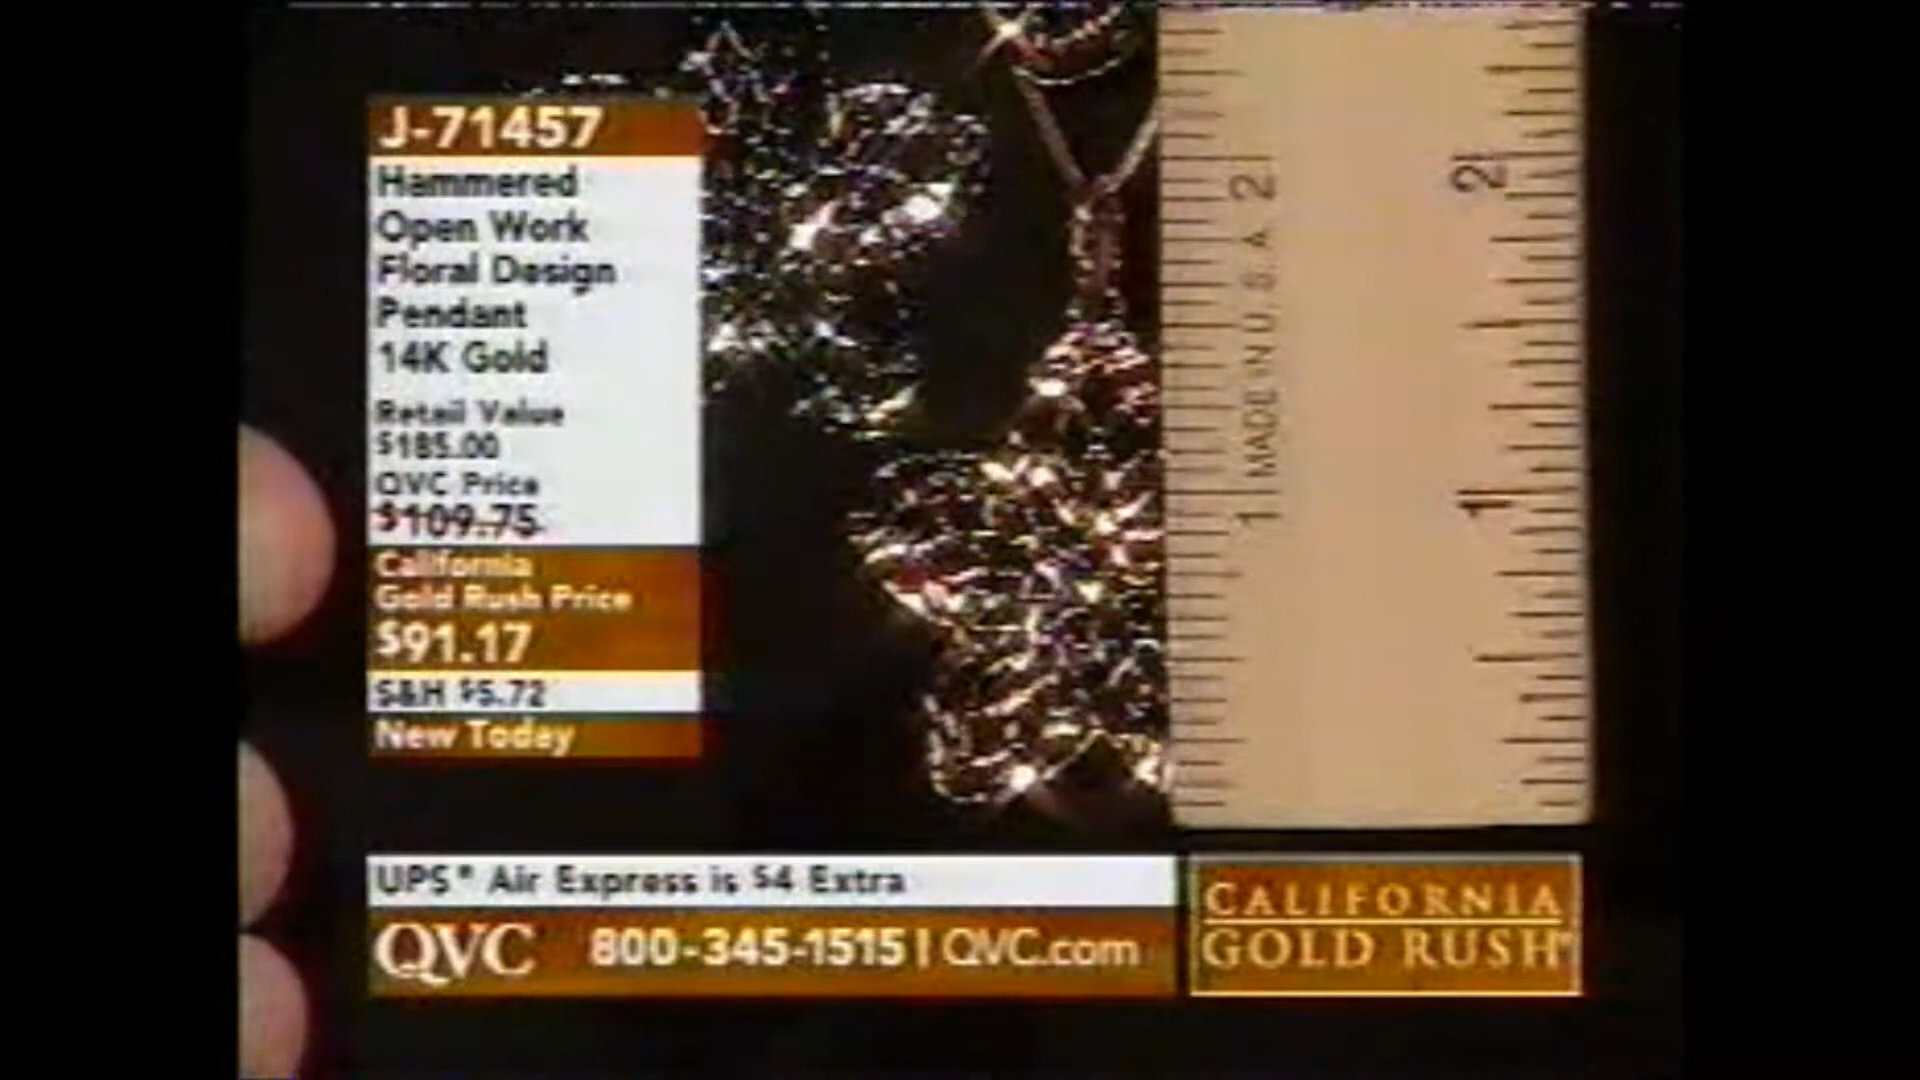 J-71457
Hammered
Open Work
Floral Design
Pendant
14K Gold
Retail Value
$185.00
QVC Price
$109.75
California
Gold Rush Price
$91.17
S&H $5.72
New Today
2
2
MADE IN U.S.A.
1
1
UPS® Air Express is $4 Extra
QVC 800-345-1515 | QVC.com
CALIFORNIA
GOLD RUSH®